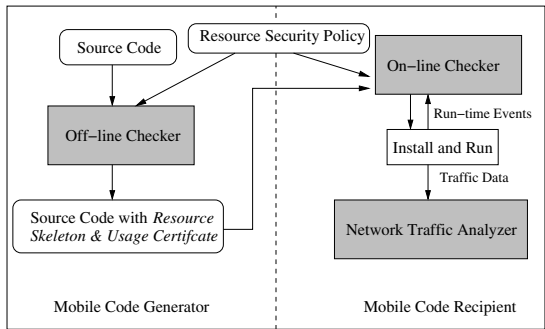 Source Code
Resource Security Policy
On-line Checker
Off-line Checker
Run-time Events
Install and Run
Traffic Data
Source Code with Resource
Skeleton & Usage Certifcate
Network Traffic Analyzer
Mobile Code Generator
Mobile Code Recipient